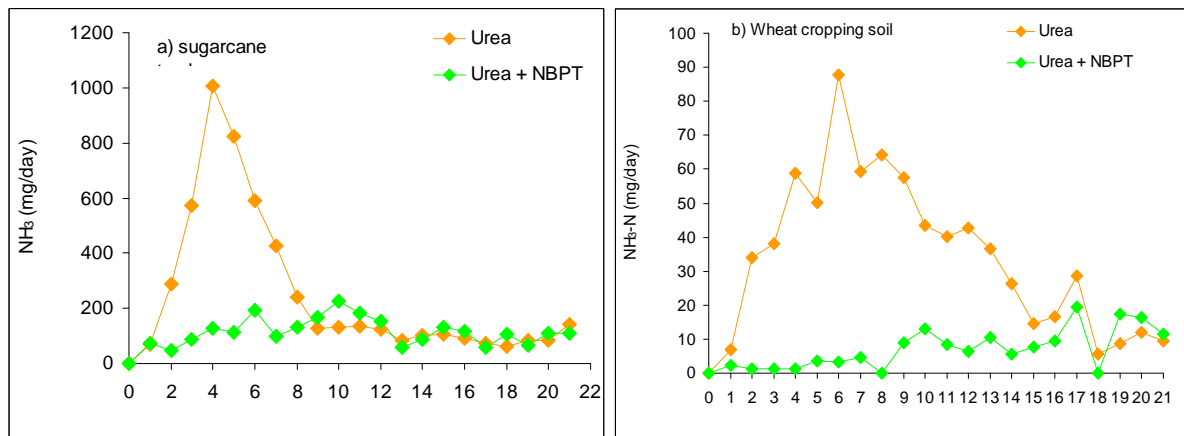 a) sugarcane
Urea
Urea + NBPT
NH₃ (mg/day)
1200
1000
800
600
400
200
0
0 2 4 6 8 10 12 14 16 18 20 22
b) Wheat cropping soil
Urea
Urea + NBPT
NH₃-N (mg/day)
100
90
80
70
60
50
40
30
20
10
0
0 1 2 3 4 5 6 7 8 9 10 11 12 13 14 15 16 17 18 19 20 21